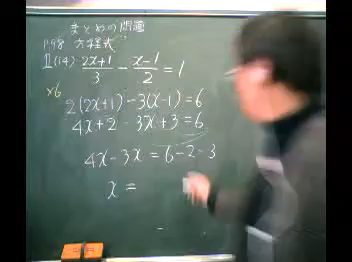 まとめの問題
P.98 方程式
1(14) (2x+1)/3 - (x-1)/2 = 1
×6
2(2x+1) - 3(x-1) = 6
4x+2 - 3x+3 = 6
4x - 3x = 6 - 2 - 3
x =